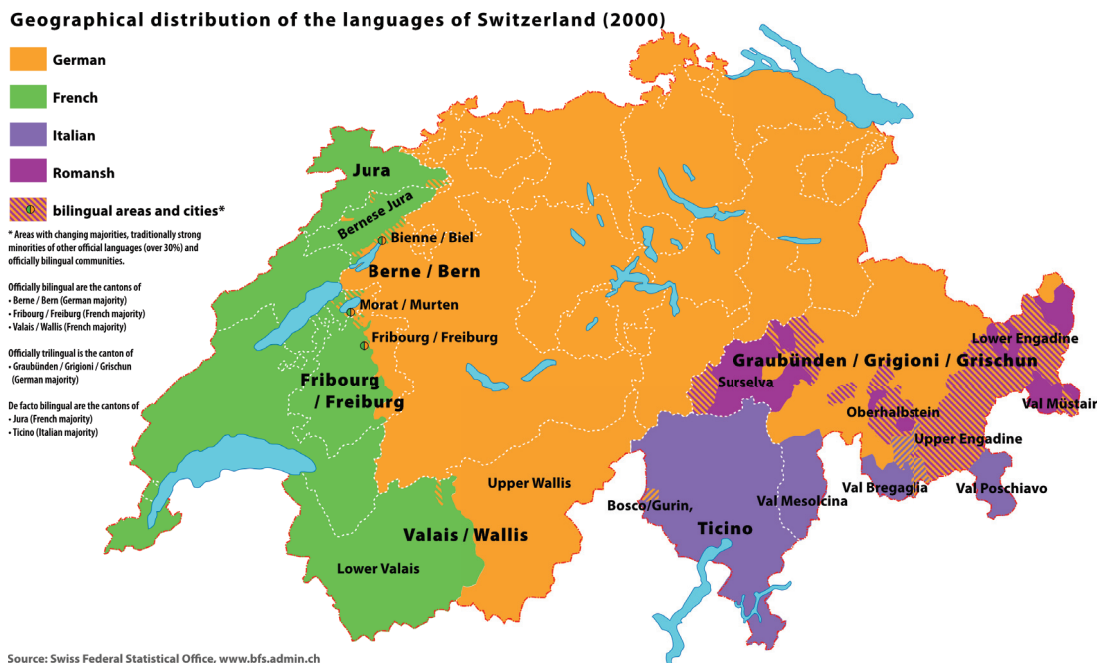 Geographical distribution of the languages of Switzerland (2000)
German
French
Italian
Romansh
bilingual areas and cities*
* Areas with changing majorities, traditionally strong
minorities of other official languages (over 30%) and
officially bilingual communities.
Officially bilingual are the cantons of
• Berne / Bern (German majority)
• Fribourg / Freiburg (French majority)
• Valais / Wallis (French majority)
Officially trilingual is the canton of
• Graubünden / Grigioni / Grischun
(German majority)
De facto bilingual are the cantons of
• Jura (French majority)
• Ticino (Italian majority)
Jura
Bernese Jura
Bienne / Biel
Berne / Bern
Morat / Murten
Fribourg / Freiburg
Fribourg
/ Freiburg
Lower Engadine
Graubünden / Grigioni / Grischun
Surselva
Val Müstair
Oberhalbstein
Upper Engadine
Upper Wallis
Val Bregaglia
Val Poschiavo
Bosco/Gurin,
Val Mesolcina
Ticino
Valais / Wallis
Lower Valais
Source: Swiss Federal Statistical Office, www.bfs.admin.ch